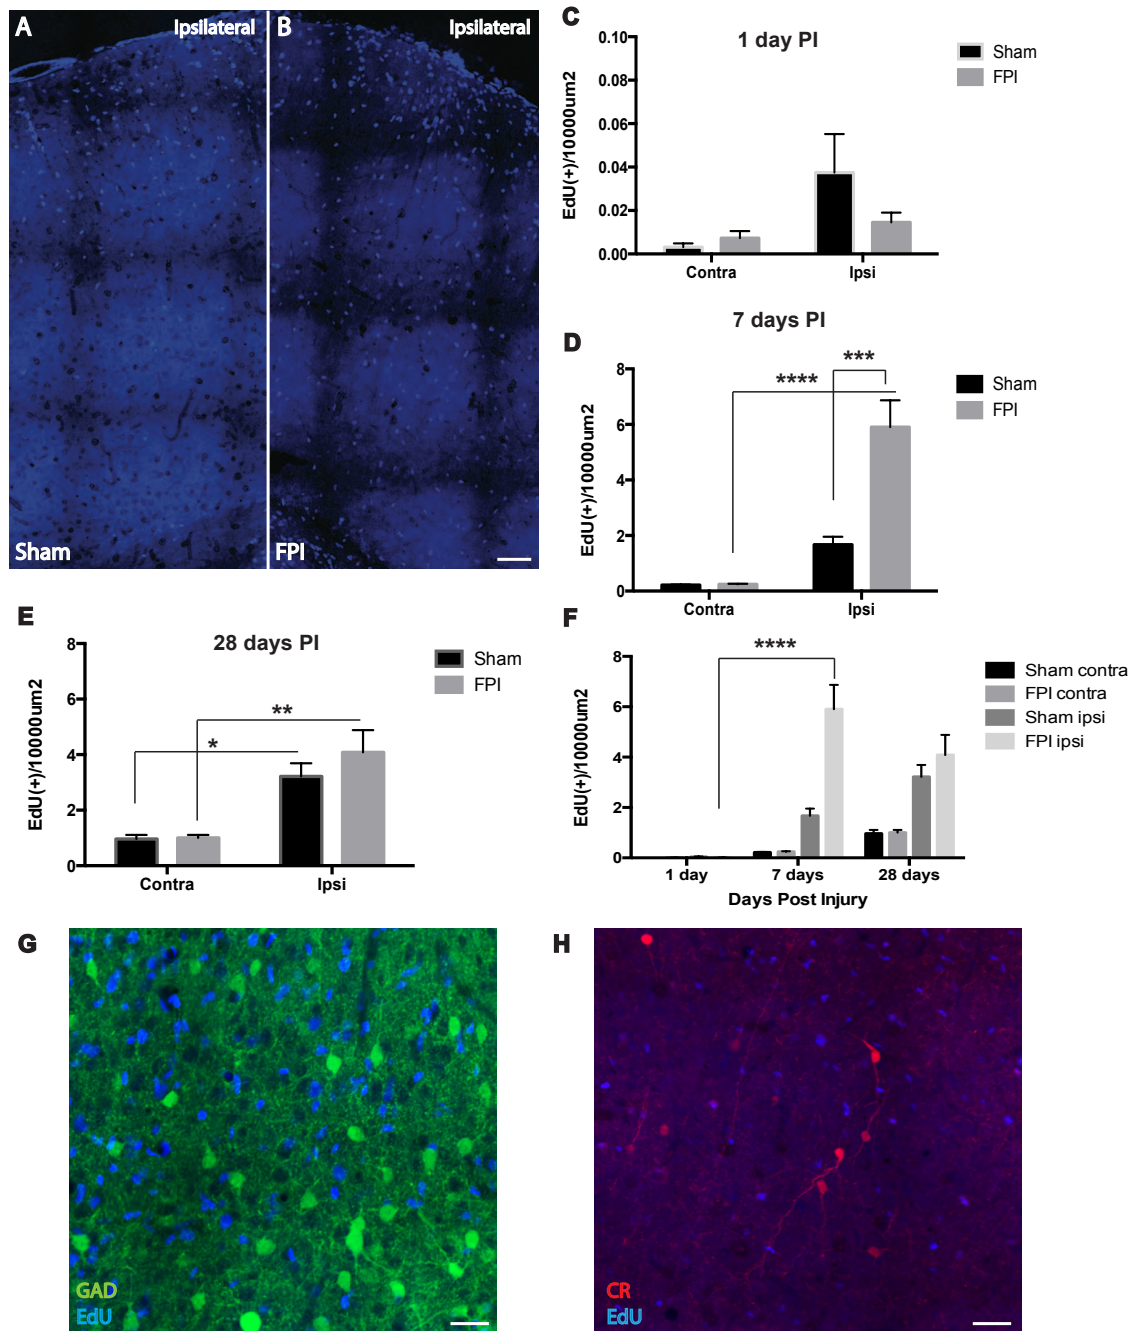 A
Ipsilateral
B
Ipsilateral
Sham
FPI
C
1 day PI
EdU(+)/10000um2
0.10
0.08
0.06
0.04
0.02
0.00
Contra
Ipsi
Sham
FPI
D
7 days PI
EdU(+)/10000um2
8
6
4
2
0
****
***
Contra
Ipsi
Sham
FPI
E
28 days PI
EdU(+)/10000um2
8
6
4
2
0
*
**
Contra
Ipsi
Sham
FPI
F
EdU(+)/10000um2
8
6
4
2
0
****
1 day
7 days
28 days
Days Post Injury
Sham contra
FPI contra
Sham ipsi
FPI ipsi
G
GAD
EdU
H
CR
EdU